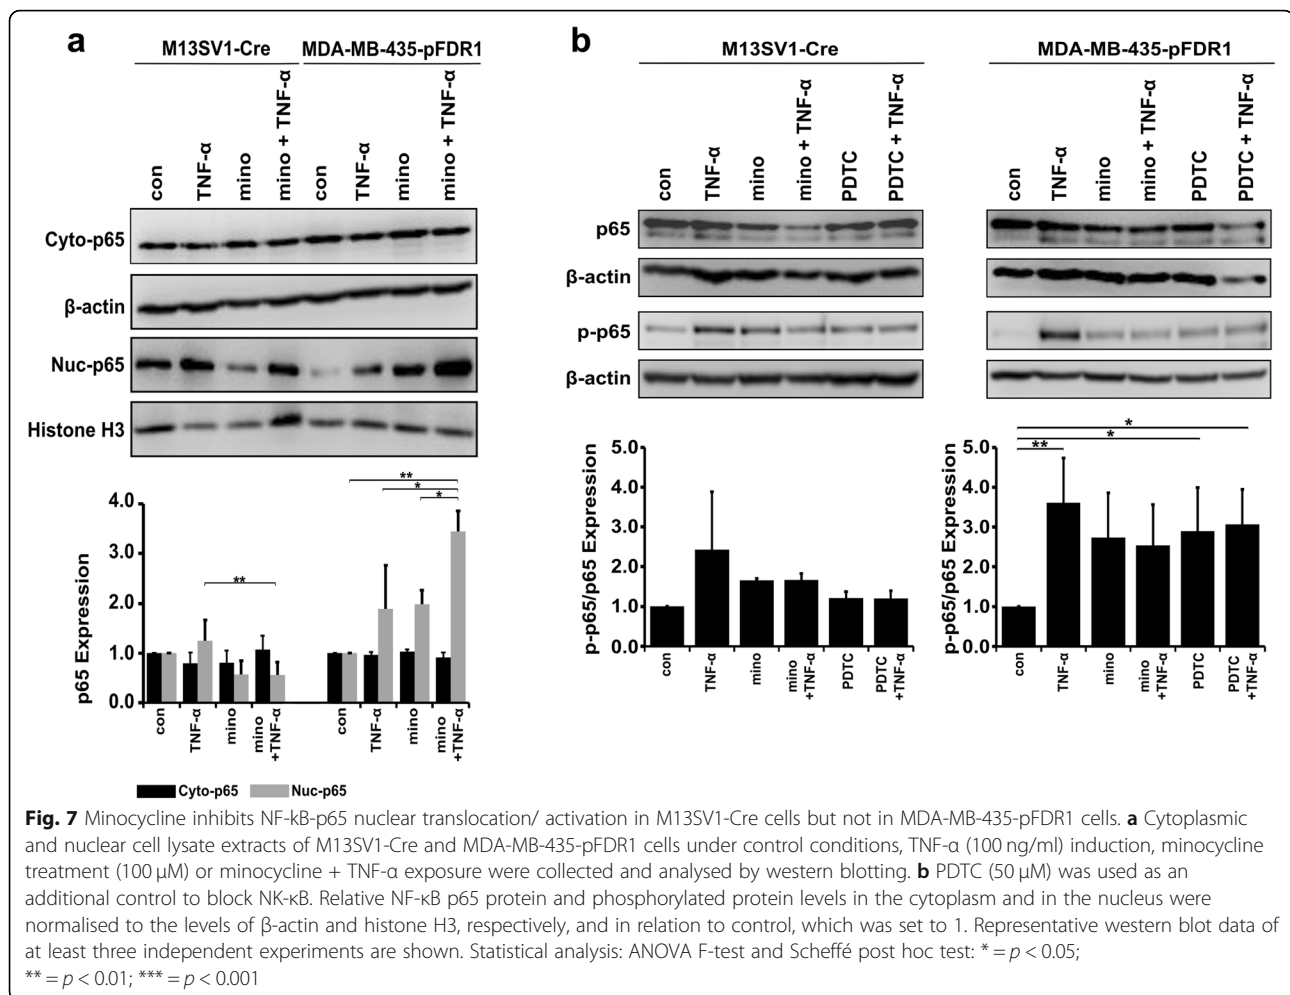 a
M13SV1-Cre MDA-MB-435-pFDR1
con TNF-α mino mino + TNF-α con TNF-α mino mino + TNF-α
Cyto-p65
β-actin
Nuc-p65
Histone H3
p65 Expression
4.0
3.0
2.0
1.0
0.0
** * *
**
con TNF-α mino mino +TNF-α con TNF-α mino mino +TNF-α
Cyto-p65 Nuc-p65
b
M13SV1-Cre MDA-MB-435-pFDR1
con TNF-α mino mino + TNF-α PDTC PDTC + TNF-α con TNF-α mino mino + TNF-α PDTC PDTC + TNF-α
p65
β-actin
p-p65
β-actin
p-p65/p65 Expression
5.0
4.0
3.0
2.0
1.0
0.0
con TNF-α mino mino +TNF-α PDTC PDTC +TNF-α
p-p65/p65 Expression
5.0
4.0
3.0
2.0
1.0
0.0
*
*
**
con TNF-α mino mino +TNF-α PDTC PDTC +TNF-α
Fig. 7 Minocycline inhibits NF-kB-p65 nuclear translocation/ activation in M13SV1-Cre cells but not in MDA-MB-435-pFDR1 cells. a Cytoplasmic
and nuclear cell lysate extracts of M13SV1-Cre and MDA-MB-435-pFDR1 cells under control conditions, TNF-α (100 ng/ml) induction, minocycline
treatment (100 μM) or minocycline + TNF-α exposure were collected and analysed by western blotting. b PDTC (50 μM) was used as an
additional control to block NK-κB. Relative NF-κB p65 protein and phosphorylated protein levels in the cytoplasm and in the nucleus were
normalised to the levels of β-actin and histone H3, respectively, and in relation to control, which was set to 1. Representative western blot data of
at least three independent experiments are shown. Statistical analysis: ANOVA F-test and Scheffé post hoc test: * = p < 0.05;
** = p < 0.01; *** = p < 0.001